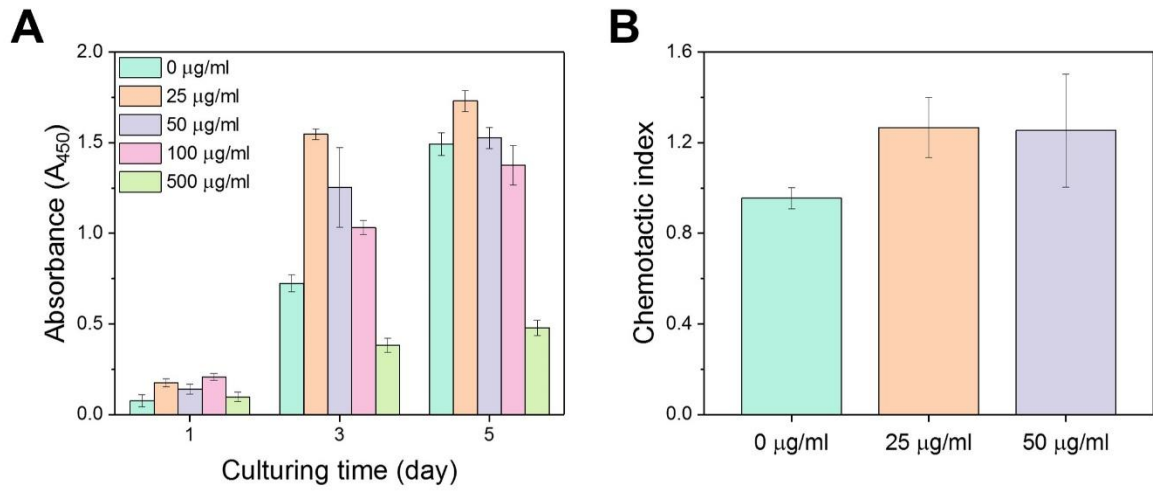 A
Absorbance (A450)
2.0
1.5
1.0
0.5
0.0
0 μg/ml
25 μg/ml
50 μg/ml
100 μg/ml
500 μg/ml
1
3
5
Culturing time (day)
B
Chemotactic index
1.6
1.2
0.8
0.4
0.0
0 μg/ml
25 μg/ml
50 μg/ml